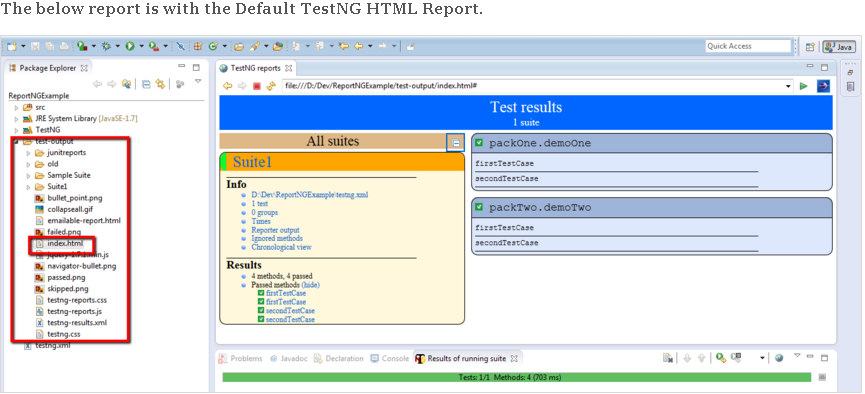 The below report is with the Default TestNG HTML Report.
Quick Access
Java
Package Explorer
ReportNGExample
src
JRE System Library [JavaSE-1.7]
TestNG
test-output
junitreports
old
Sample Suite
Suite1
bullet_point.png
collapseall.gif
emailable-report.html
failed.png
index.html
navigator-bullet.png
passed.png
skipped.png
testng-reports.css
testng-reports.js
testng-results.xml
testng.css
testng.xml
TestNG reports
file:///D:/Dev/ReportNGExample/test-output/index.html#
Test results
1 suite
All suites
Suite1
Info
D:\Dev\ReportNGExample\testng.xml
1 test
0 groups
Times
Reporter output
Ignored methods
Chronological view
Results
4 methods, 4 passed
Passed methods (hide)
firstTestCase
firstTestCase
secondTestCase
secondTestCase
packOne.demoOne
firstTestCase
secondTestCase
packTwo.demoTwo
firstTestCase
secondTestCase
Problems
Javadoc
Declaration
Console
Results of running suite
Tests: 1/1 Methods: 4 (703 ms)